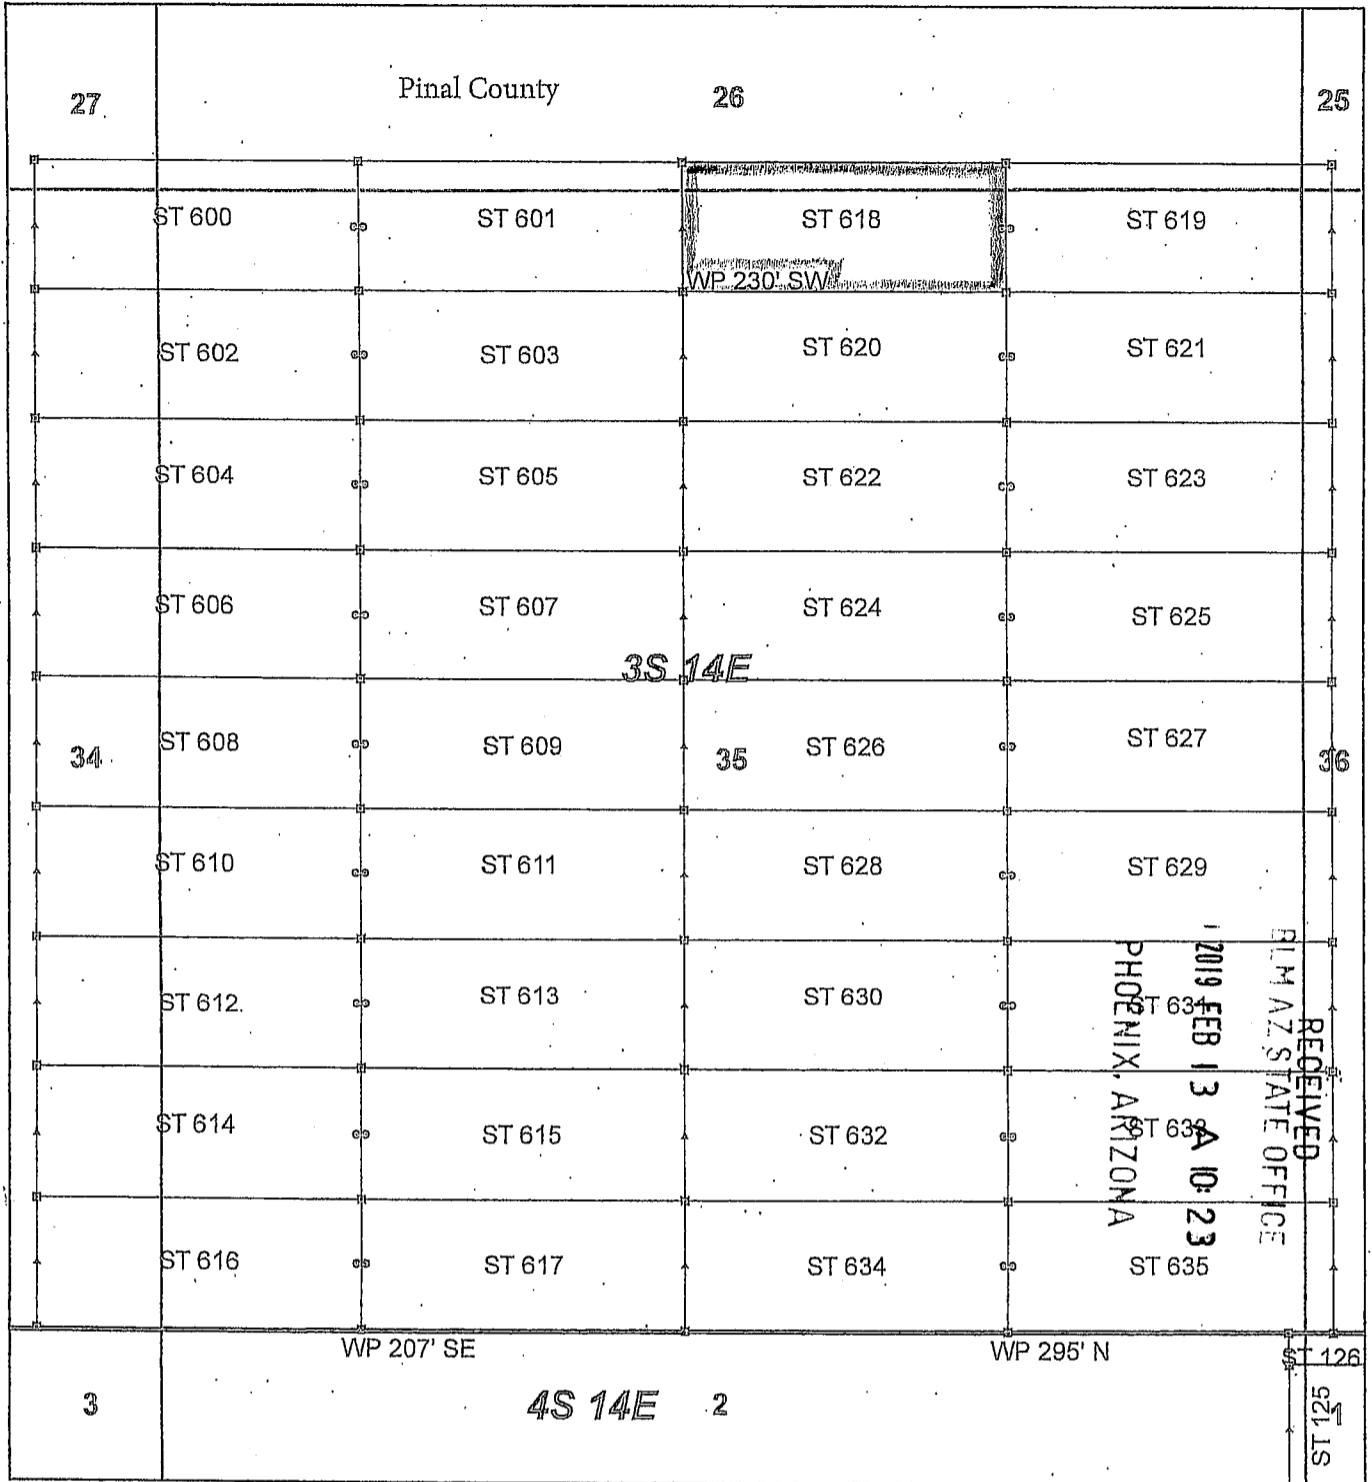 Pinal County
27
26
25
ST 600
ST 601
ST 618
ST 619
WP 230' SW
ST 602
ST 603
ST 620
ST 621
ST 604
ST 605
ST 622
ST 623
ST 606
ST 607
ST 624
ST 625
3S 14E
34
ST 608
ST 609
35
ST 626
ST 627
36
ST 610
ST 611
ST 628
ST 629
ST 612
ST 613
ST 630
ST 614
ST 615
ST 632
ST 616
ST 617
ST 634
ST 635
RECEIVED
BLM AZ STATE OFFICE
2019 FEB 13 A 10:23
PHOENIX, ARIZONA
WP 207' SE
WP 295' N
ST 126
3
4S 14E
2
1
ST 125